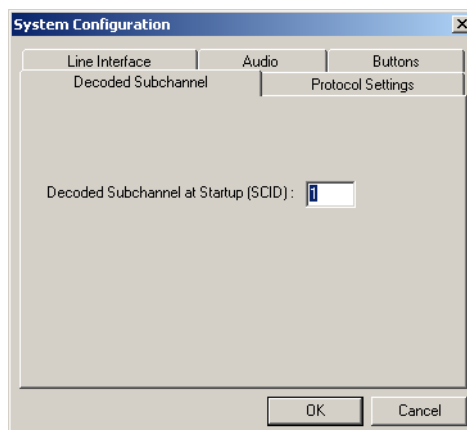 System Configuration
Line Interface
Audio
Buttons
Decoded Subchannel
Protocol Settings
Decoded Subchannel at Startup (SCID) : 1
OK
Cancel